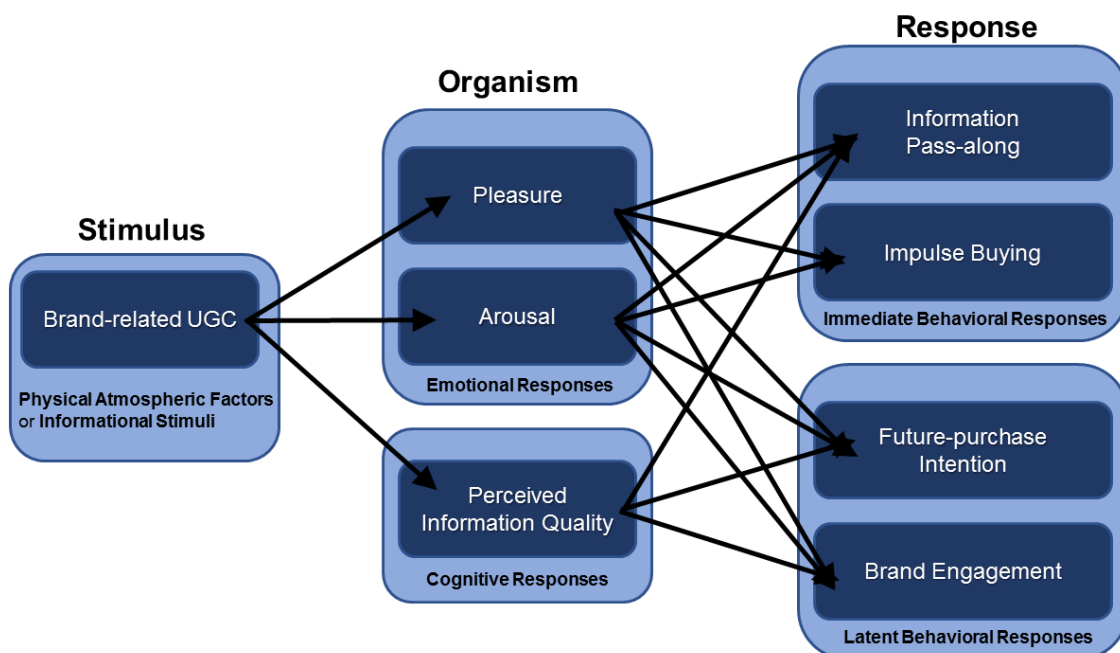 Stimulus
Brand-related UGC
Physical Atmospheric Factors
or Informational Stimuli
Organism
Pleasure
Arousal
Emotional Responses
Perceived
Information Quality
Cognitive Responses
Response
Information
Pass-along
Impulse Buying
Immediate Behavioral Responses
Future-purchase
Intention
Brand Engagement
Latent Behavioral Responses